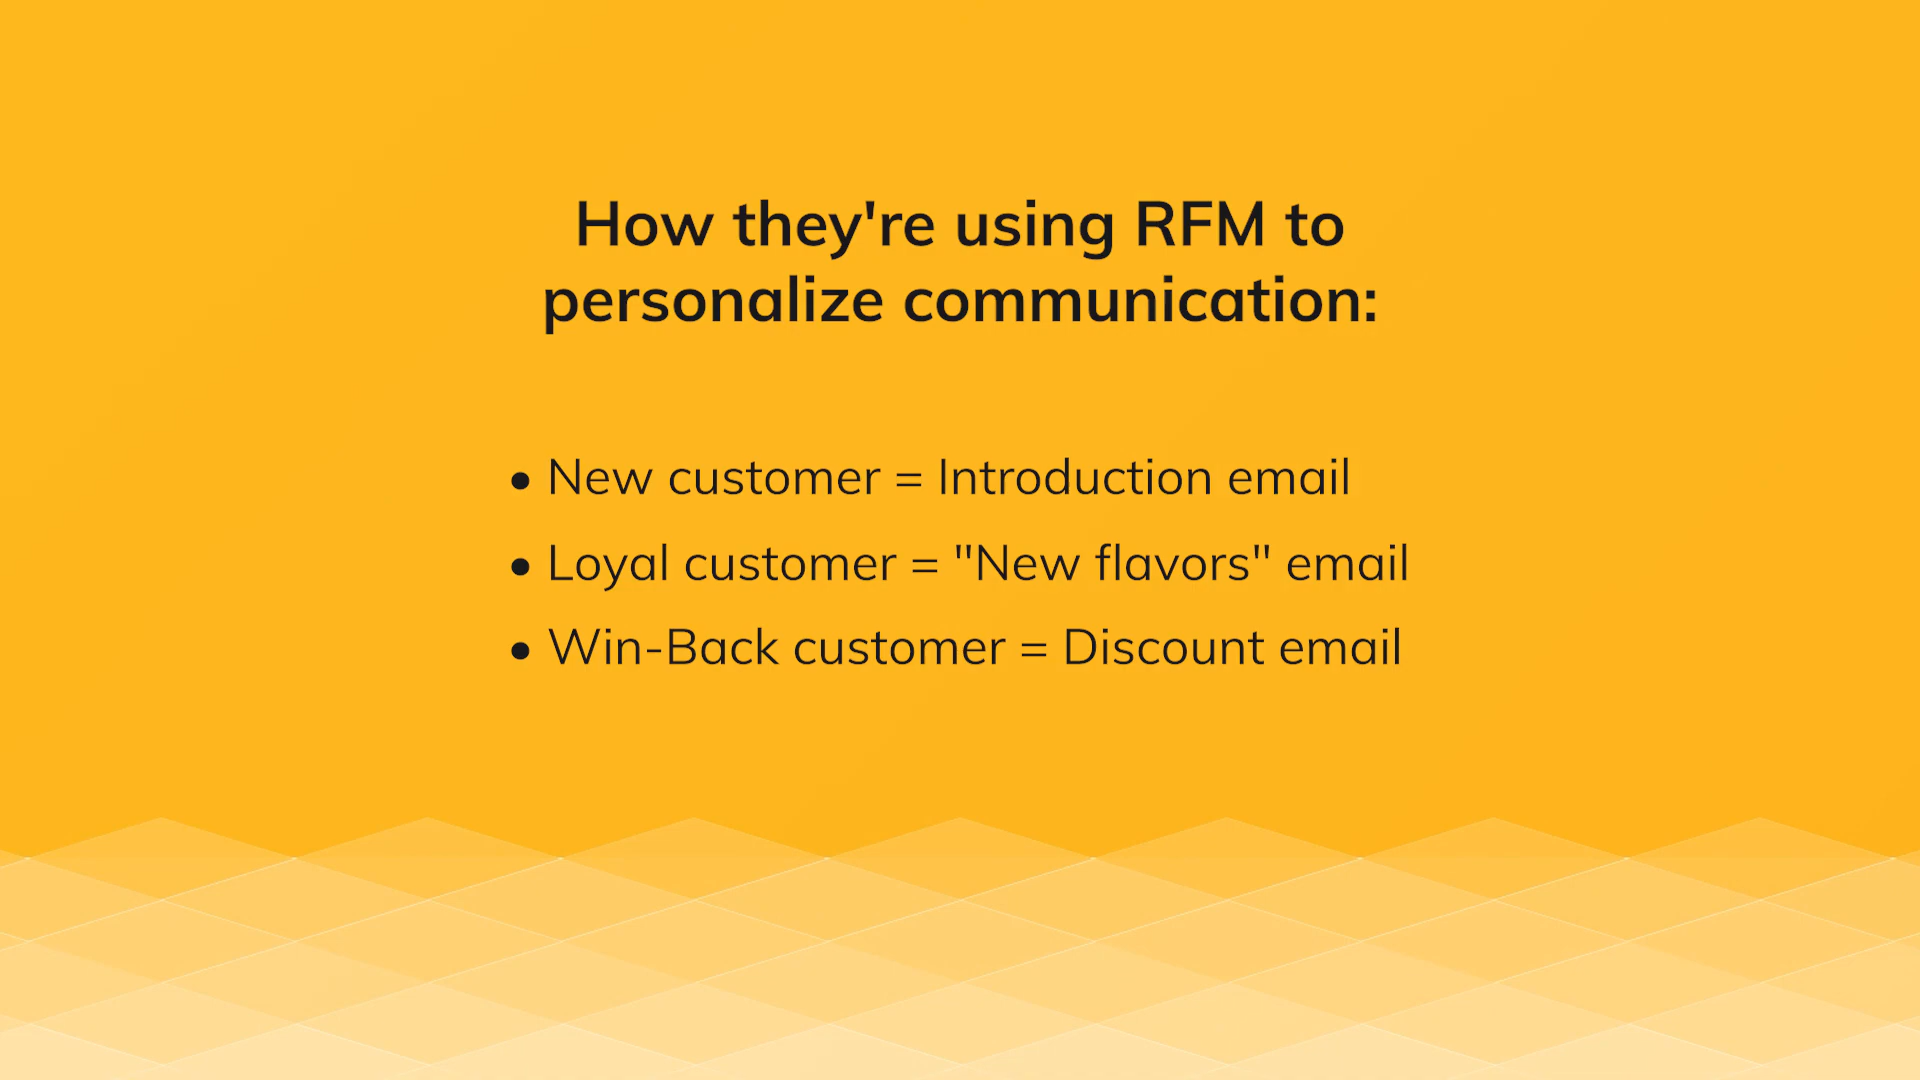 How they're using RFM to
personalize communication:
• New customer = Introduction email
• Loyal customer = "New flavors" email
• Win-Back customer = Discount email